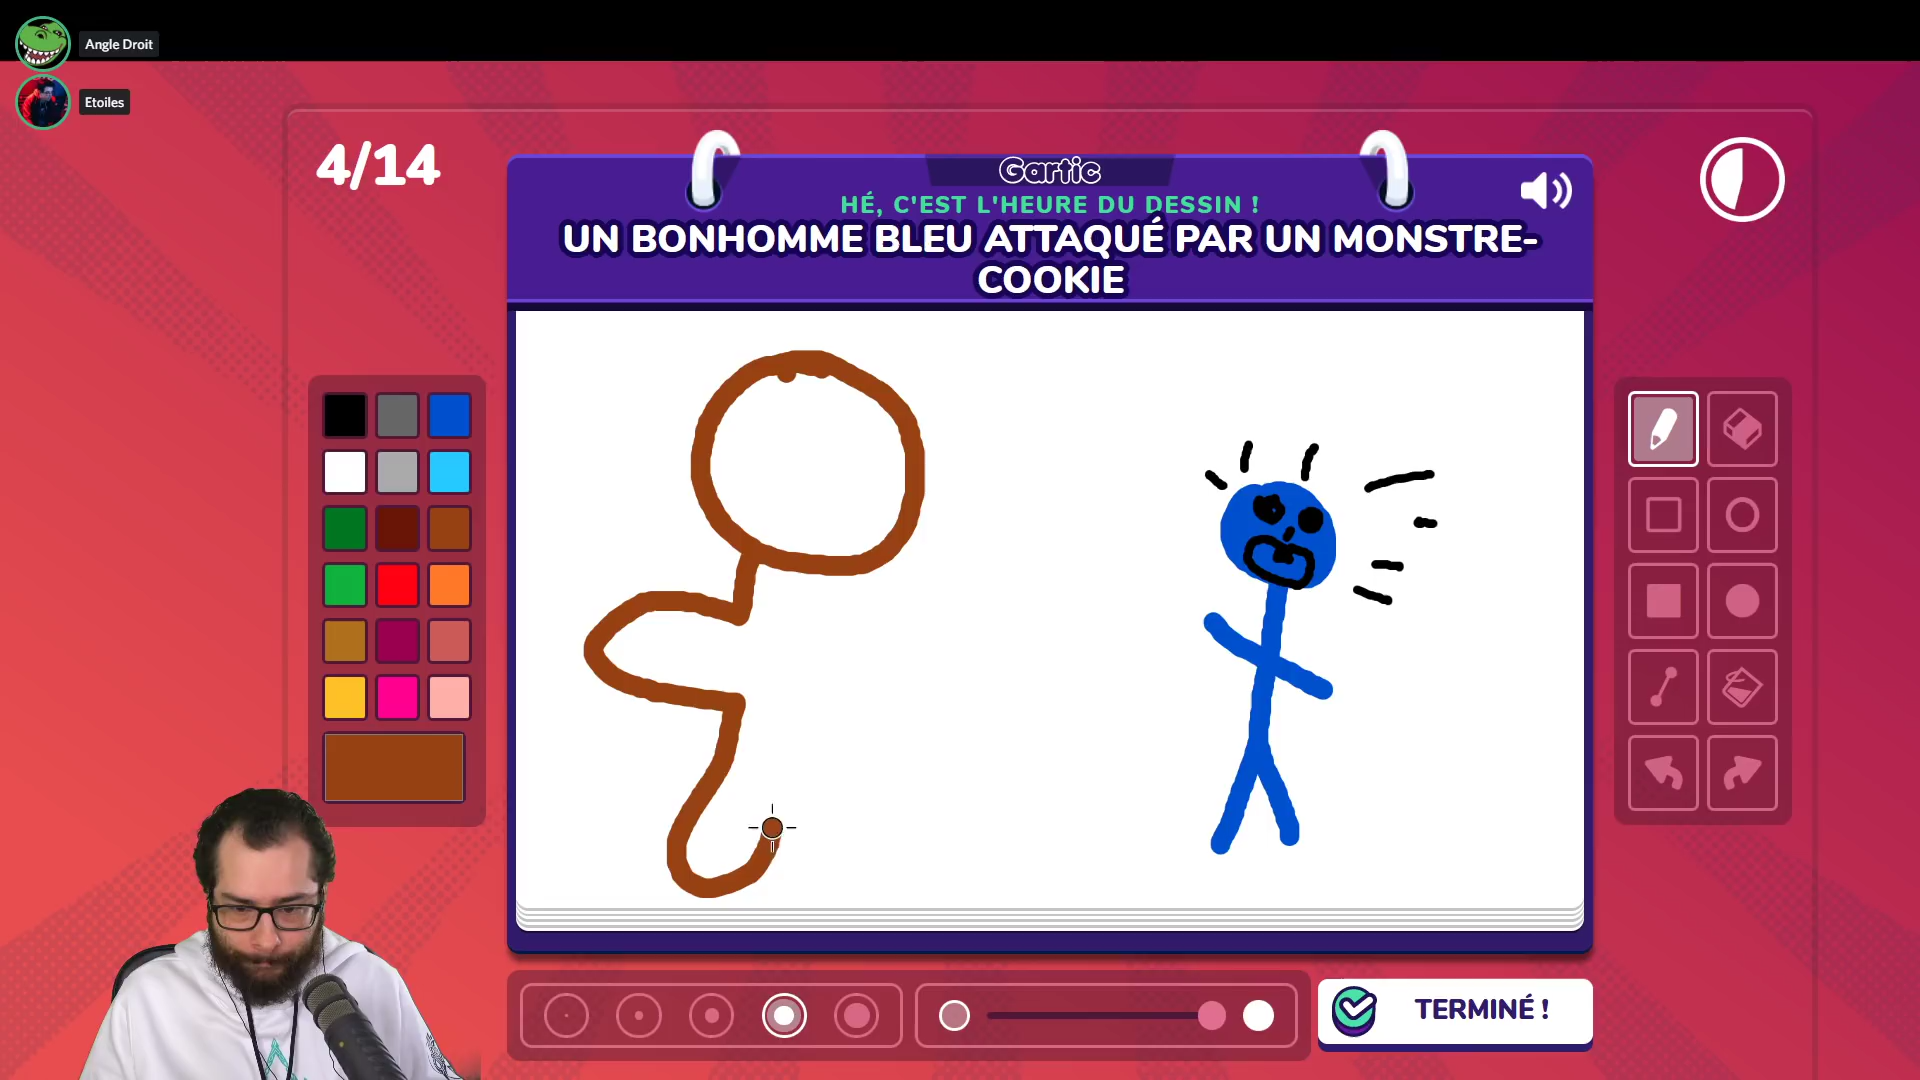 Angle Droit
Etoiles
4/14
Gartic
HÉ, C'EST L'HEURE DU DESSIN !
UN BONHOMME BLEU ATTAQUÉ PAR UN MONSTRE-
COOKIE
TERMINÉ !